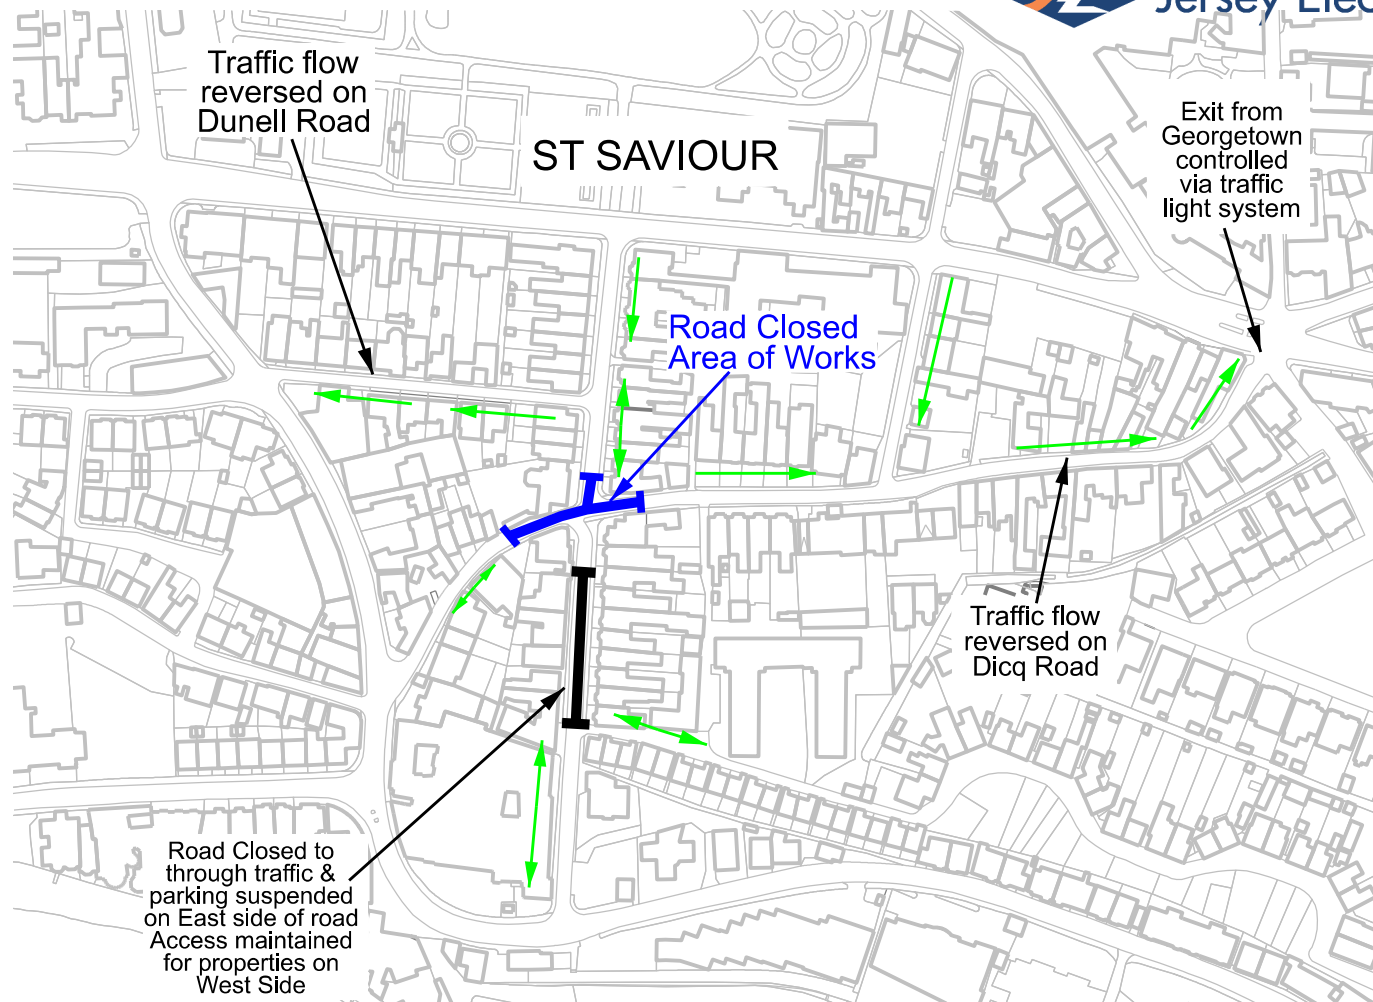 Jersey Elec
Traffic flow
reversed on
Dunell Road
ST SAVIOUR
Exit from
Georgetown
controlled
via traffic
light system
Road Closed
Area of Works
Traffic flow
reversed on
Dicq Road
Road Closed to
through traffic &
parking suspended
on East side of road
Access maintained
for properties on
West Side